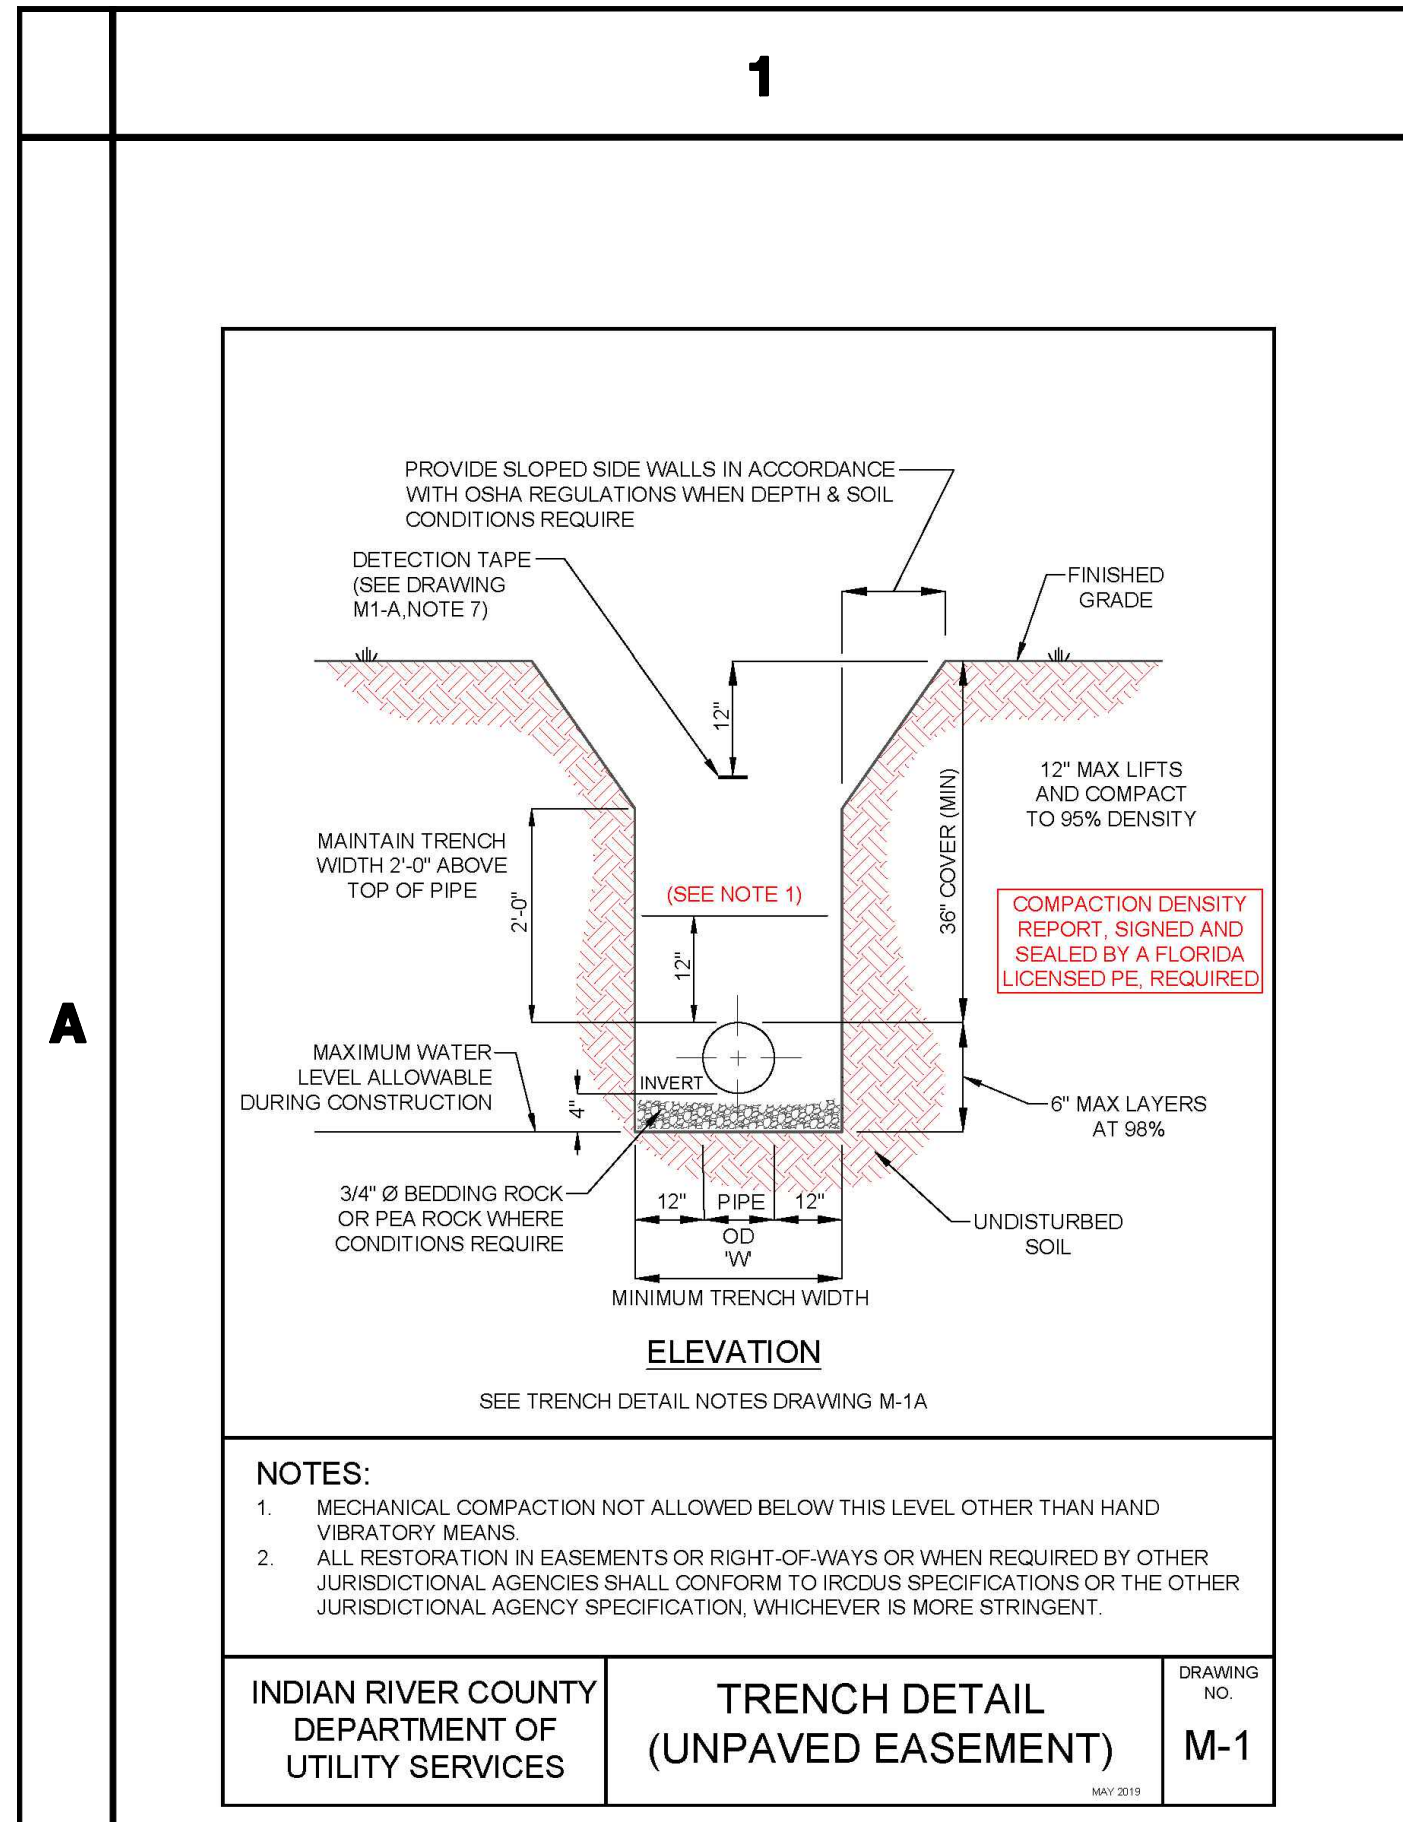 1
A
PROVIDE SLOPED SIDE WALLS IN ACCORDANCE
WITH OSHA REGULATIONS WHEN DEPTH & SOIL
CONDITIONS REQUIRE
DETECTION TAPE
(SEE DRAWING
M1-A,NOTE 7)
FINISHED
GRADE
12"
12" MAX LIFTS
AND COMPACT
TO 95% DENSITY
MAINTAIN TRENCH
WIDTH 2'-0" ABOVE
TOP OF PIPE
2'-0"
(SEE NOTE 1)
12"
36" COVER (MIN)
COMPACTION DENSITY
REPORT, SIGNED AND
SEALED BY A FLORIDA
LICENSED PE, REQUIRED
MAXIMUM WATER
LEVEL ALLOWABLE
DURING CONSTRUCTION
INVERT
4"
6" MAX LAYERS
AT 98%
3/4" Ø BEDDING ROCK
OR PEA ROCK WHERE
CONDITIONS REQUIRE
12" PIPE 12"
OD
'W'
UNDISTURBED
SOIL
MINIMUM TRENCH WIDTH
ELEVATION
SEE TRENCH DETAIL NOTES DRAWING M-1A
NOTES:
1. MECHANICAL COMPACTION NOT ALLOWED BELOW THIS LEVEL OTHER THAN HAND
VIBRATORY MEANS.
2. ALL RESTORATION IN EASEMENTS OR RIGHT-OF-WAYS OR WHEN REQUIRED BY OTHER
JURISDICTIONAL AGENCIES SHALL CONFORM TO IRCDUS SPECIFICATIONS OR THE OTHER
JURISDICTIONAL AGENCY SPECIFICATION, WHICHEVER IS MORE STRINGENT.
INDIAN RIVER COUNTY
DEPARTMENT OF
UTILITY SERVICES
TRENCH DETAIL
(UNPAVED EASEMENT)
MAY 2019
DRAWING
NO.
M-1